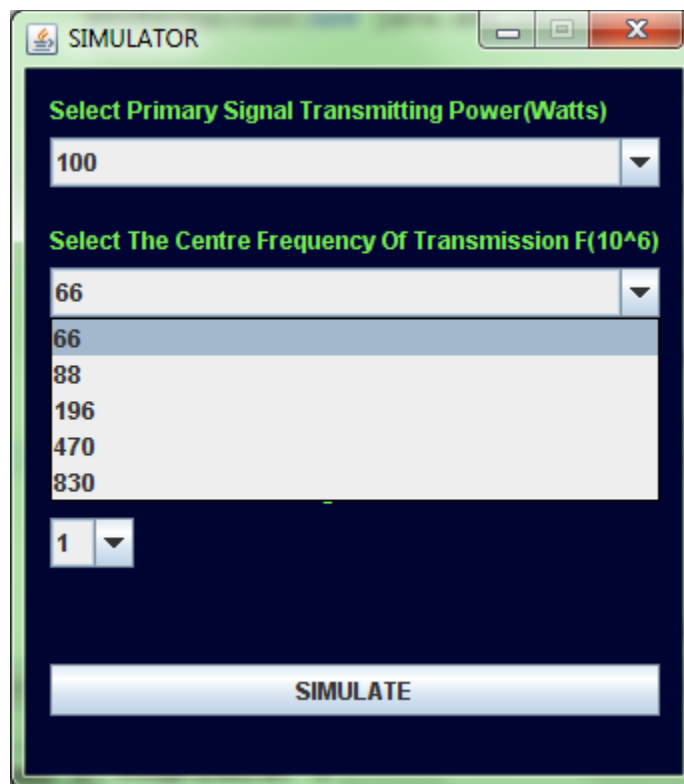 SIMULATOR
Select Primary Signal Transmitting Power(Watts)
100
Select The Centre Frequency Of Transmission F(10^6)
66
66
88
196
470
830
1
SIMULATE